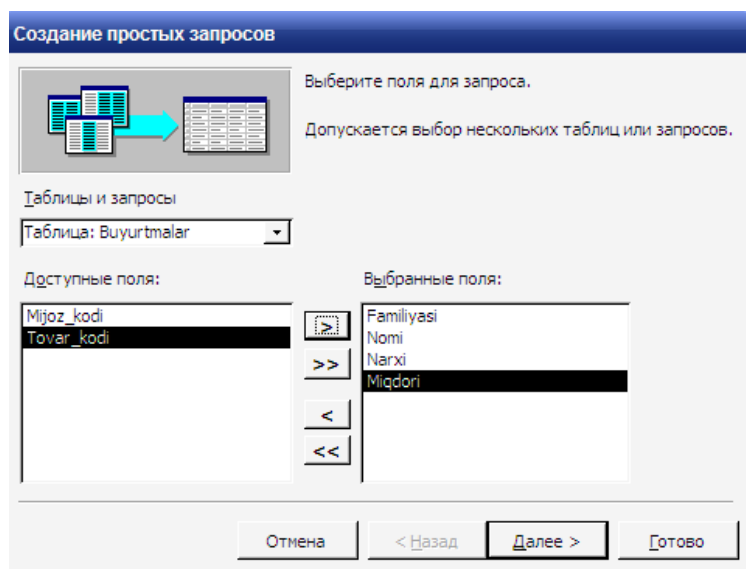 Создание простых запросов
Выберите поля для запроса.
Допускается выбор нескольких таблиц или запросов.
Таблицы и запросы
Таблица: Buyurtmalar
Доступные поля:
Выбранные поля:
Mijoz_kodi
Tovar_kodi
>
>>
<
<<
Familiyasi
Nomi
Narxi
Miqdori
Отмена
< Назад
Далее >
Готово